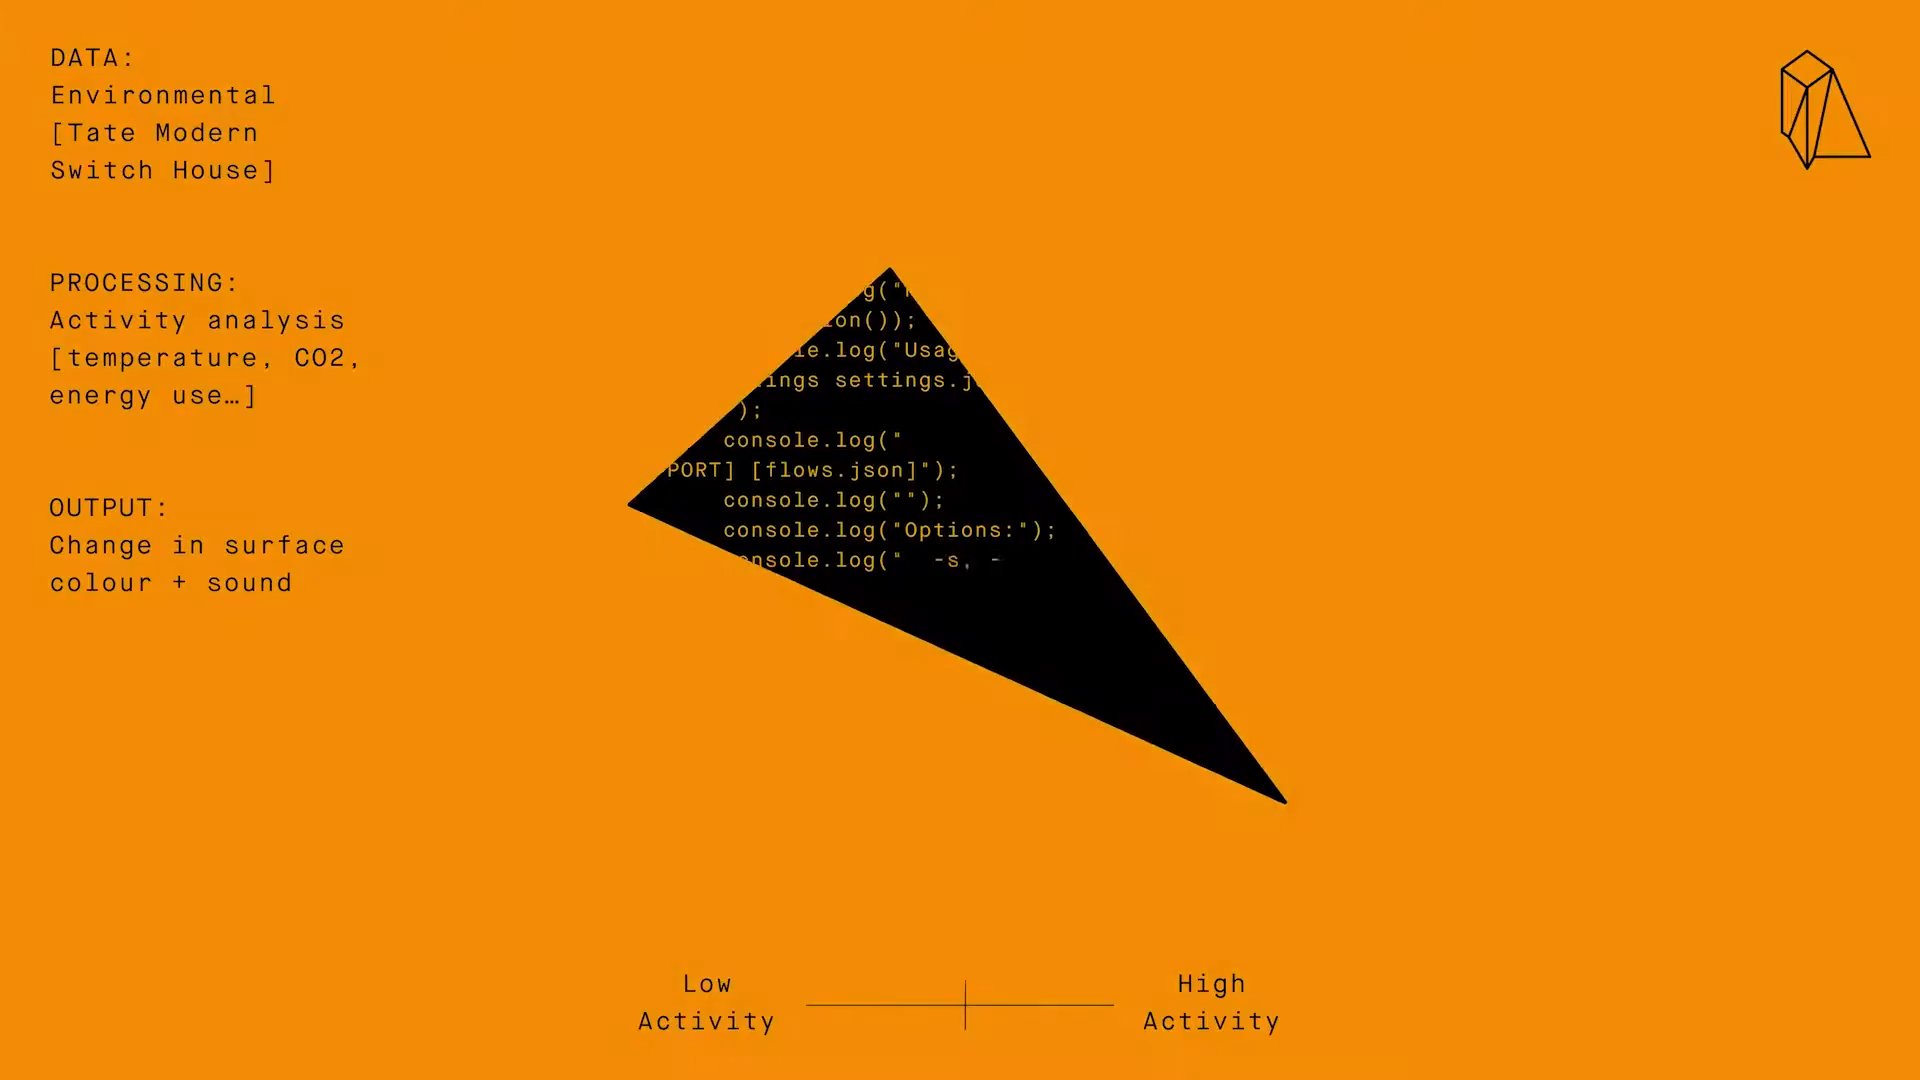 DATA:
Environmental
[Tate Modern
Switch House]
PROCESSING:
Activity analysis
[temperature, CO2,
energy use…]
OUTPUT:
Change in surface
colour + sound
g("
on());
le.log("Usag
ings settings.j
);
console.log("
PORT] [flows.json]");
console.log("");
console.log("Options:");
onsole.log("  -s, -
Low
Activity
High
Activity